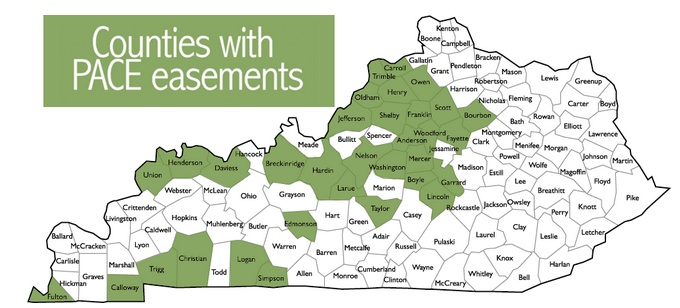 Counties with
PACE easements
Kenton
Boone
Campbell
Gallatin
Bracken
Carroll
Grant
Pendleton
Mason
Lewis
Trimble
Owen
Robertson
Greenup
Henry
Harrison
Oldham
Nicholas
Fleming
Carter
Boyd
Scott
Jefferson
Shelby
Franklin
Bourbon
Rowan
Bath
Elliott
Woodford
Fayette
Montgomery
Lawrence
Spencer
Bullitt
Anderson
Clark
Meade
Jessamine
Menifee
Morgan
Hancock
Nelson
Mercer
Powell
Johnson
Martin
Henderson
Daviess
Breckinridge
Washington
Madison
Wolfe
Magoffin
Union
Hardin
Estill
Floyd
Boyle
Garrard
Lee
Webster
McLean
Larue
Marion
Breathitt
Ohio
Grayson
Lincoln
Pike
Crittenden
Taylor
Rockcastle
Jackson
Owsley
Knott
Livingston
Hopkins
Hart
Casey
Perry
Muhlenberg
Butler
Edmonson
Green
Caldwell
Clay
Letcher
Ballard
Adair
Laurel
Leslie
McCracken
Lyon
Warren
Metcalfe
Russell
Pulaski
Carlisle
Marshall
Christian
Logan
Barren
Knox
Harlan
Trigg
Todd
Cumberland
Wayne
Bell
Hickman
Graves
Simpson
Allen
Monroe
Clinton
Whitley
McCreary
Calloway
Fulton